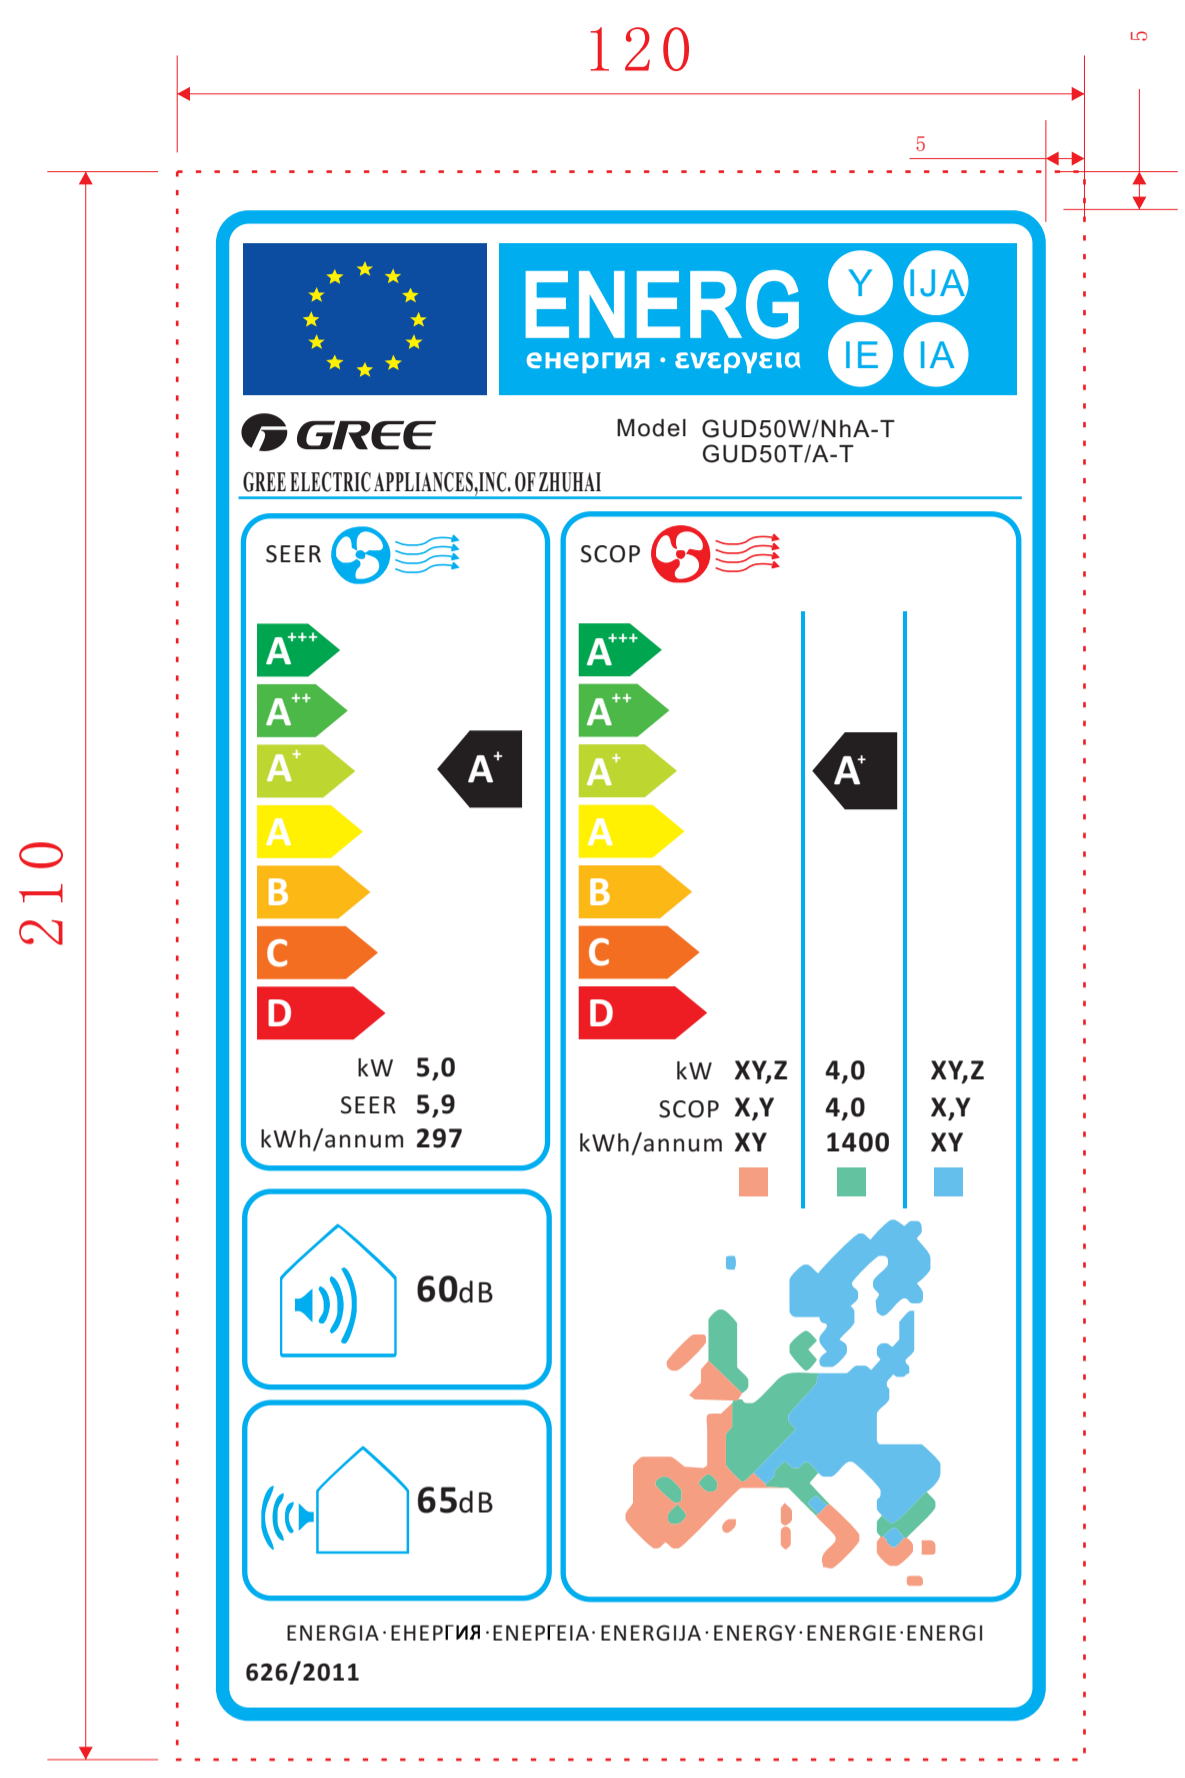 120
5
5
210
ENERG
енергия · ενεργεια
Y IJA
IE IA
GREE
Model GUD50W/NhA-T
GUD50T/A-T
GREE ELECTRIC APPLIANCES,INC. OF ZHUHAI
SEER
A+++
A++
A+
A
B
C
D
A+
kW 5,0
SEER 5,9
kWh/annum 297
SCOP
A+++
A++
A+
A
B
C
D
A+
kW XY,Z 4,0 XY,Z
SCOP X,Y 4,0 X,Y
kWh/annum XY 1400 XY
60dB
65dB
ENERGIA·ЕНЕРГИЯ·ΕΝΕΡΓΕΙΑ·ENERGIJA·ENERGY·ENERGIE·ENERGI
626/2011